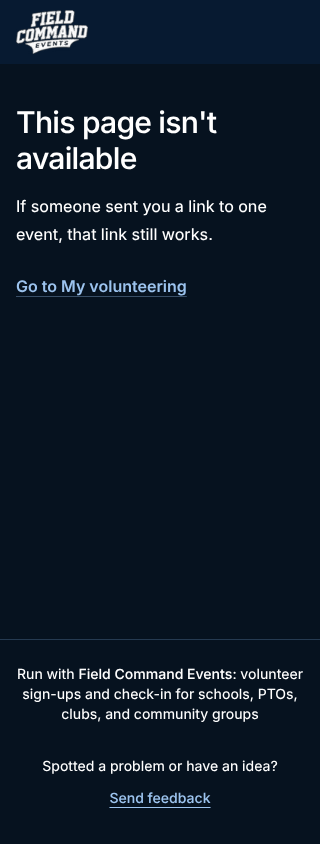 FIELD
COMMAND
EVENTS
This page isn't
available
If someone sent you a link to one
event, that link still works.
Go to My volunteering
Run with Field Command Events: volunteer
sign-ups and check-in for schools, PTOs,
clubs, and community groups
Spotted a problem or have an idea?
Send feedback